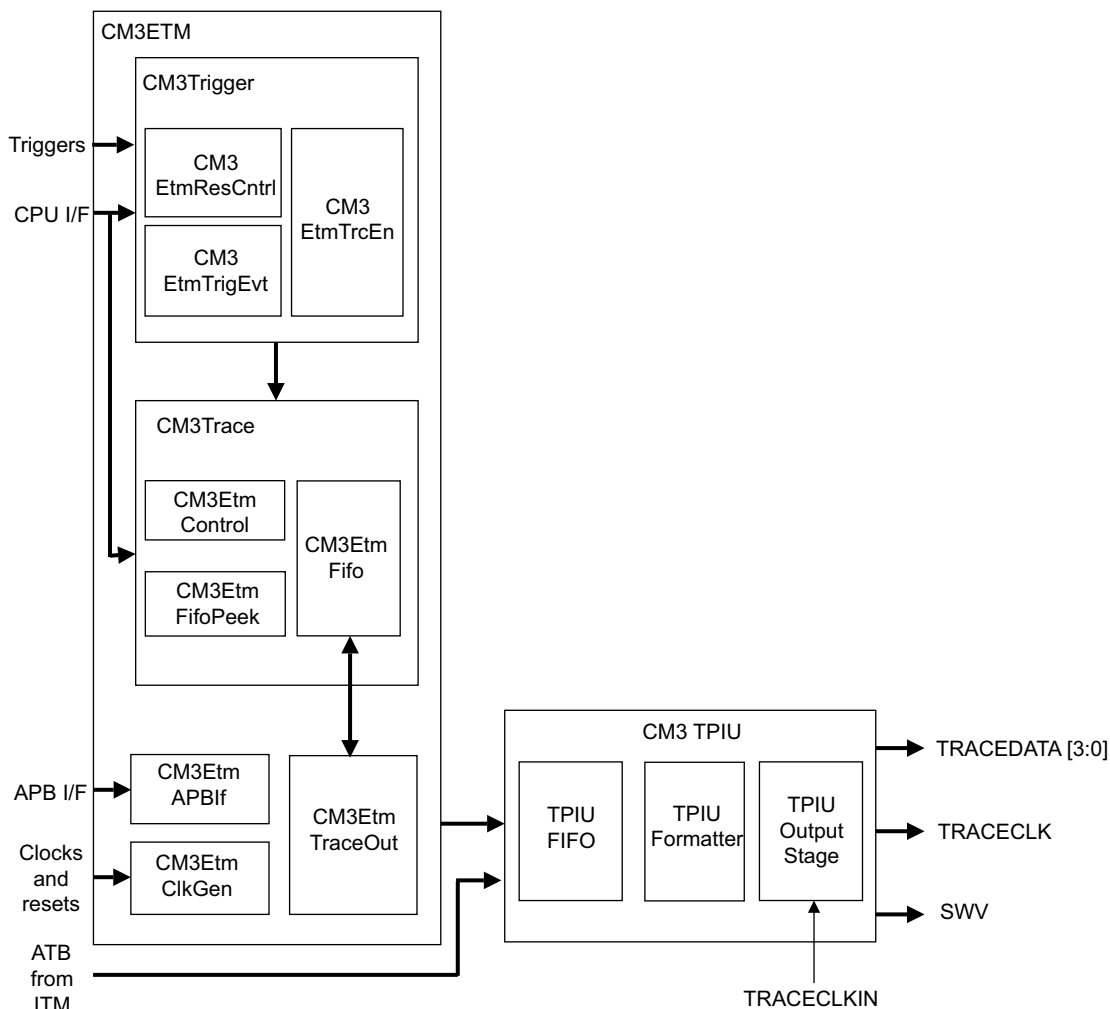 CM3ETM
CM3Trigger
Triggers
CM3
EtmResCntrl
CM3
EtmTrcEn
CPU I/F
CM3
EtmTrigEvt
CM3Trace
CM3Etm
Control
CM3Etm
Fifo
CM3Etm
FifoPeek
CM3 TPIU
TRACEDATA [3:0]
APB I/F
CM3Etm
APBIf
CM3Etm
TraceOut
TPIU
FIFO
TPIU
Formatter
TPIU
Output
Stage
TRACECLK
Clocks
and
resets
CM3Etm
ClkGen
SWV
ATB
from
ITM
TRACECLKIN